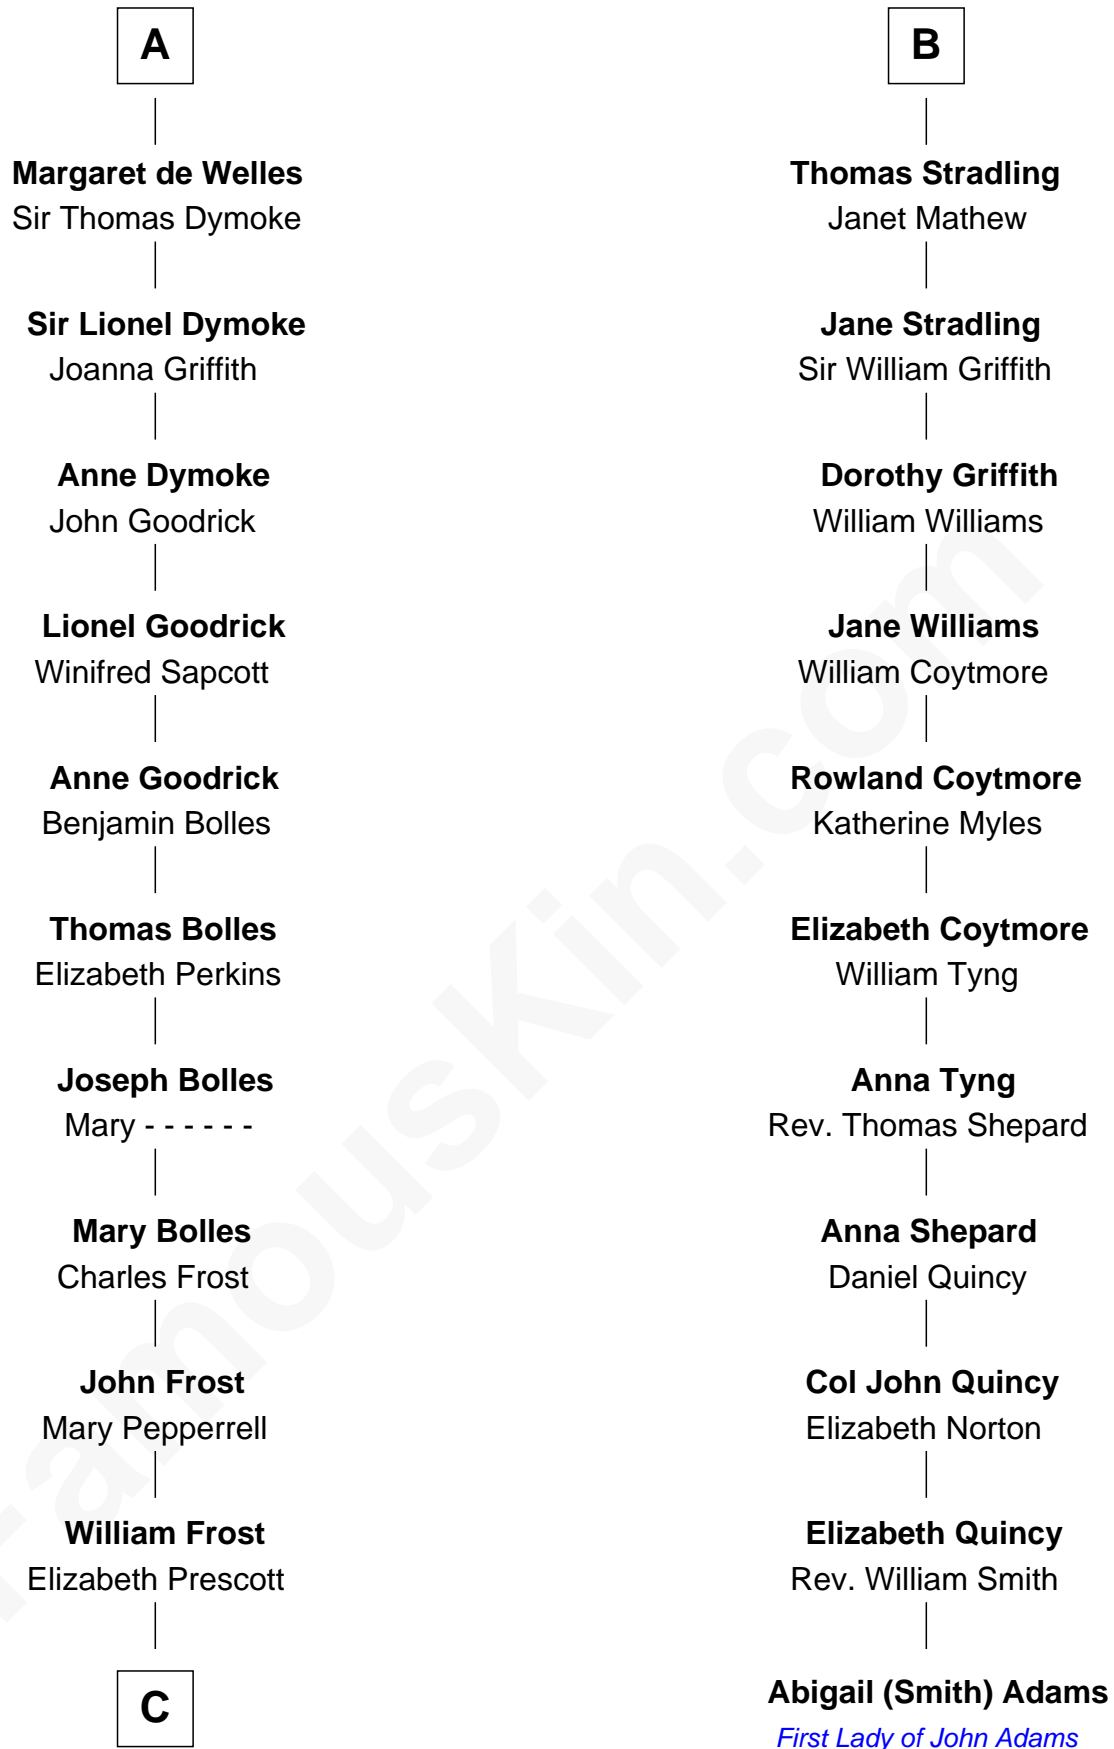 A
Margaret de Welles
Sir Thomas Dymoke
Sir Lionel Dymoke
Joanna Griffith
Anne Dymoke
John Goodrick
Lionel Goodrick
Winifred Sapcott
Anne Goodrick
Benjamin Bolles
Thomas Bolles
Elizabeth Perkins
Joseph Bolles
Mary - - - - - -
Mary Bolles
Charles Frost
John Frost
Mary Pepperrell
William Frost
Elizabeth Prescott
C
B
Thomas Stradling
Janet Mathew
Jane Stradling
Sir William Griffith
Dorothy Griffith
William Williams
Jane Williams
William Coytmore
Rowland Coytmore
Katherine Myles
Elizabeth Coytmore
William Tyng
Anna Tyng
Rev. Thomas Shepard
Anna Shepard
Daniel Quincy
Col John Quincy
Elizabeth Norton
Elizabeth Quincy
Rev. William Smith
Abigail (Smith) Adams
First Lady of John Adams
FamousKin.com